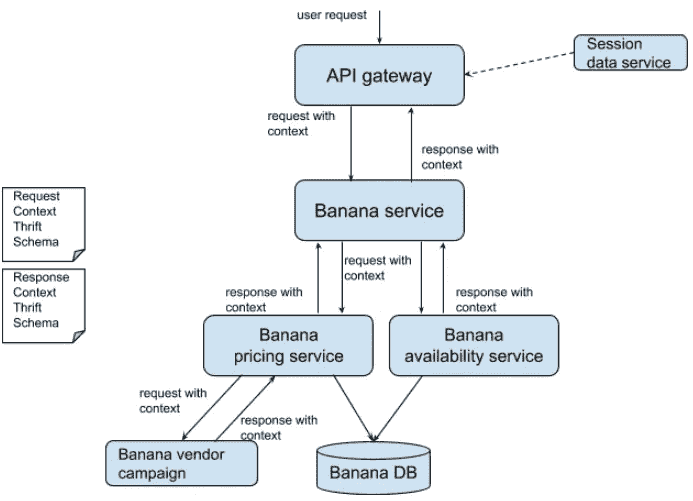 user request
API gateway
Session
data service
request with
context
response with
context
Request
Context
Thrift
Schema
Banana service
Response
Context
Thrift
Schema
request with
context
response with
context
response with
context
Banana
pricing service
Banana
availability service
request with
context
response with
context
Banana vendor
campaign
Banana DB